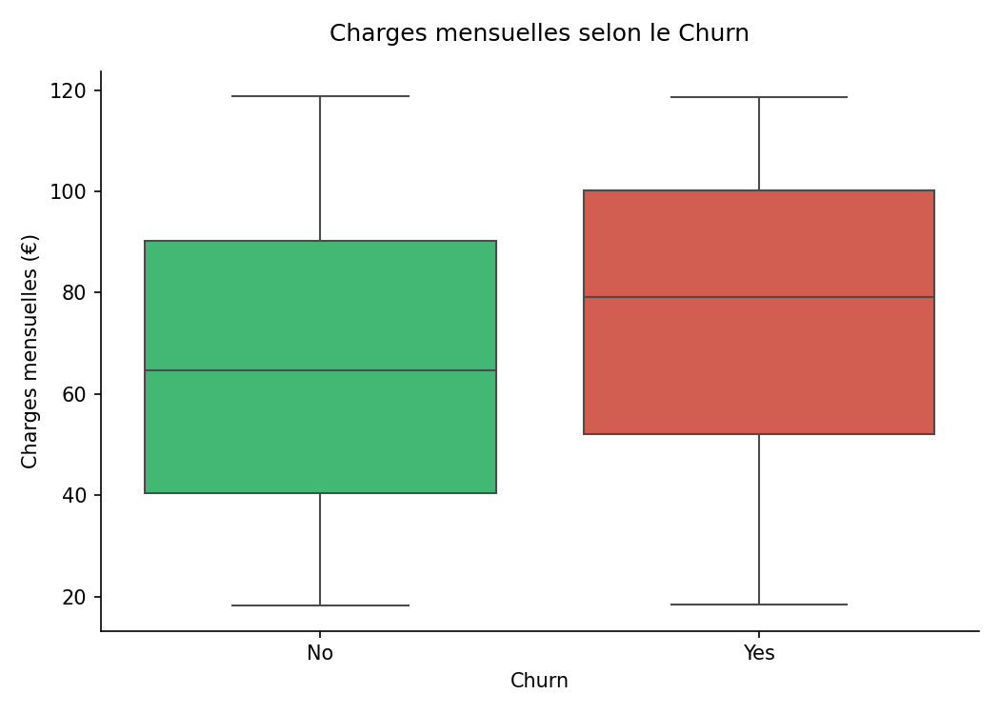 Charges mensuelles selon le Churn
Charges mensuelles (€)
120
100
80
60
40
20
No
Yes
Churn